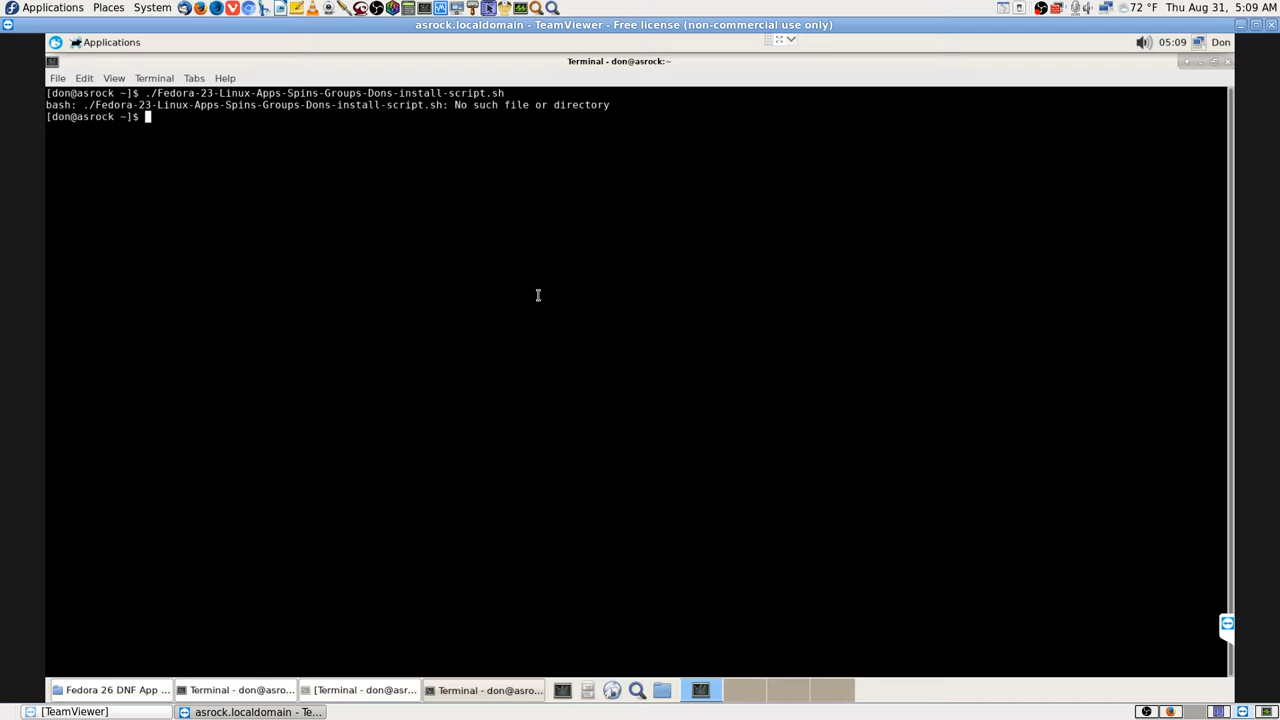 Applications Places System 72 °F Thu Aug 31, 5:09 AM
asrock.localdomain - TeamViewer - Free license (non-commercial use only)
Applications 05:09 Don
Terminal - don@asrock:~
File Edit View Terminal Tabs Help
[don@asrock ~]$ ./Fedora-23-Linux-Apps-Spins-Groups-Dons-install-script.sh
bash: ./Fedora-23-Linux-Apps-Spins-Groups-Dons-install-script.sh: No such file or directory
[don@asrock ~]$
Fedora 26 DNF App ... Terminal - don@asro... [Terminal - don@asr... Terminal - don@asro...
[TeamViewer] asrock.localdomain - Te...